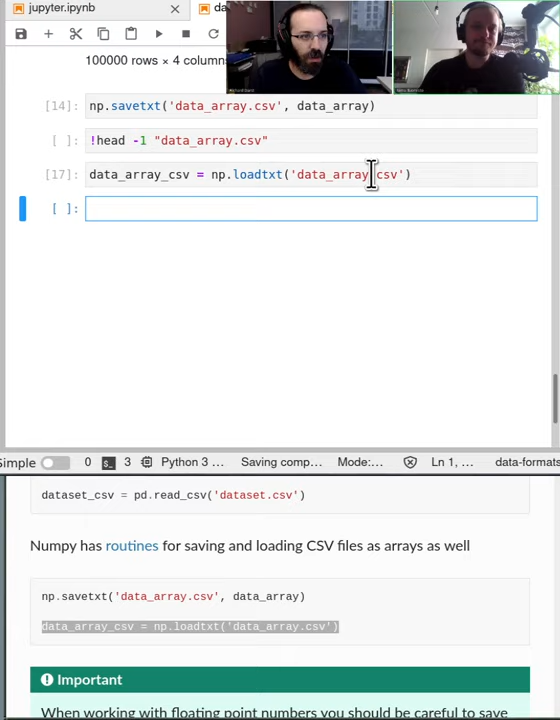 jupyter.ipynb
da
100000 rows × 4 column
[14]: np.savetxt('data_array.csv', data_array)
[ ]: !head -1 "data_array.csv"
[17]: data_array_csv = np.loadtxt('data_array.csv')
[ ]:
Simple 0 3 Python 3 ... Saving comp... Mode:... Ln 1, ... data-formats
dataset_csv = pd.read_csv('dataset.csv')
Numpy has routines for saving and loading CSV files as arrays as well
np.savetxt('data_array.csv', data_array)
data_array_csv = np.loadtxt('data_array.csv')
Important
When working with floating point numbers you should be careful to save